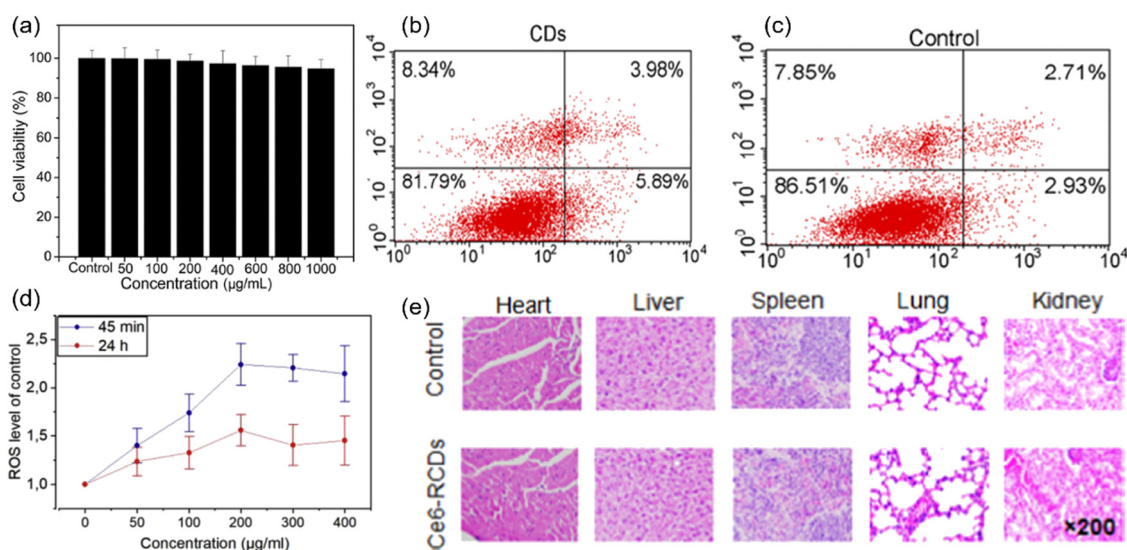 (a)
Cell viabiltiy (%)
120
100
80
60
40
20
0
Control 50 100 200 400 600 800 1000
Concentration (μg/mL)
(b)
CDs
10⁴
10³
10²
10¹
10⁰
8.34% 3.98%
81.79% 5.89%
10⁰ 10¹ 10² 10³ 10⁴
(c)
Control
10⁴
10³
10²
10¹
10⁰
7.85% 2.71%
86.51% 2.93%
10⁰ 10¹ 10² 10³ 10⁴
(d)
45 min
24 h
ROS level of control
2,5
2,0
1,5
1,0
0 50 100 200 300 400
Concentration (μg/ml)
(e)
Heart Liver Spleen Lung Kidney
Control
Ce6-RCDs
×200